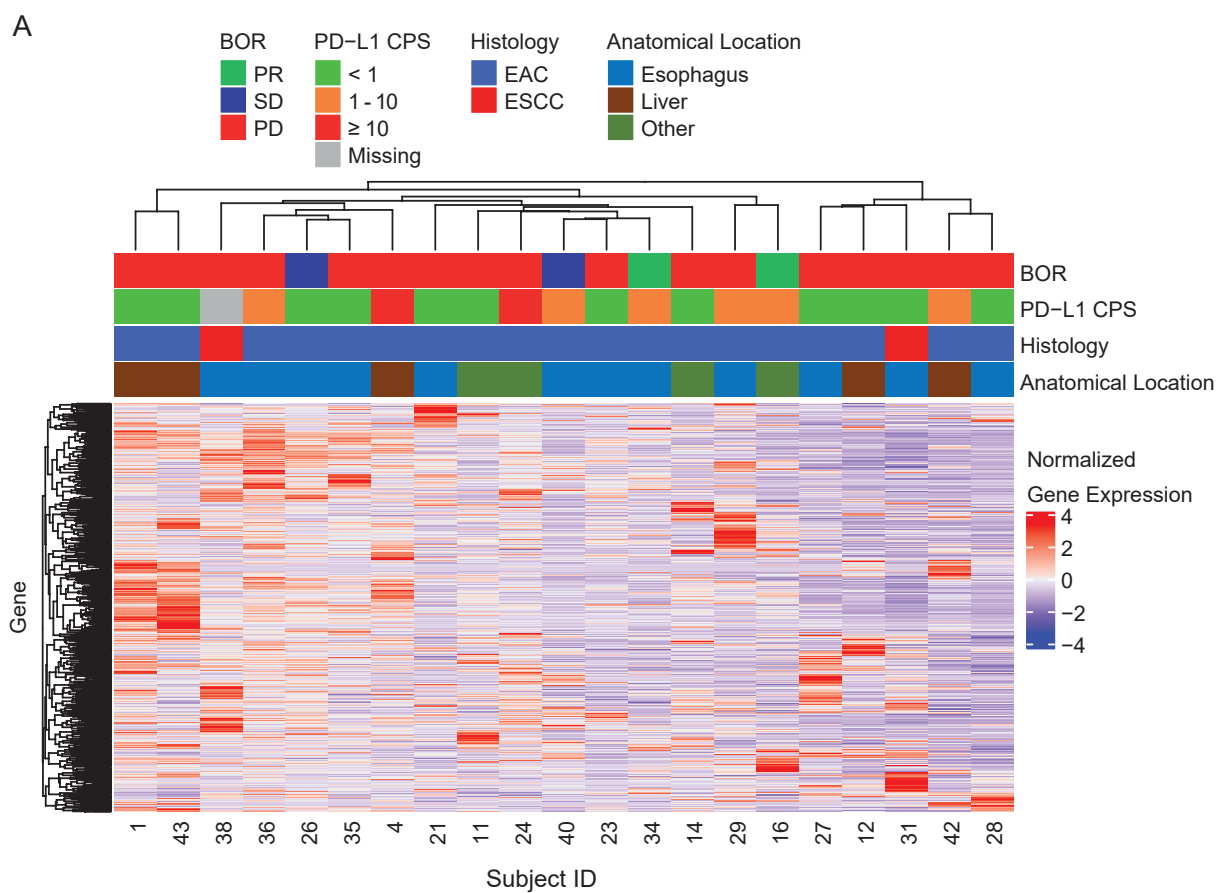 A
BOR
PR
SD
PD
PD-L1 CPS
< 1
1 - 10
≥ 10
Missing
Histology
EAC
ESCC
Anatomical Location
Esophagus
Liver
Other
BOR
PD-L1 CPS
Histology
Anatomical Location
Normalized
Gene Expression
4
2
0
−2
−4
Gene
1 43 38 36 26 35 4 21 11 24 40 23 34 14 29 16 27 12 31 42 28
Subject ID